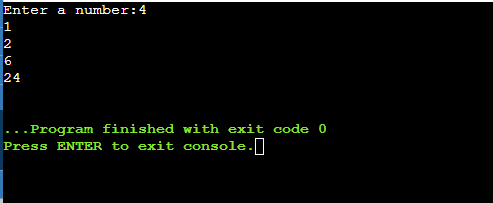 Enter a number:4
1
2
6
24
...Program finished with exit code 0
Press ENTER to exit console.